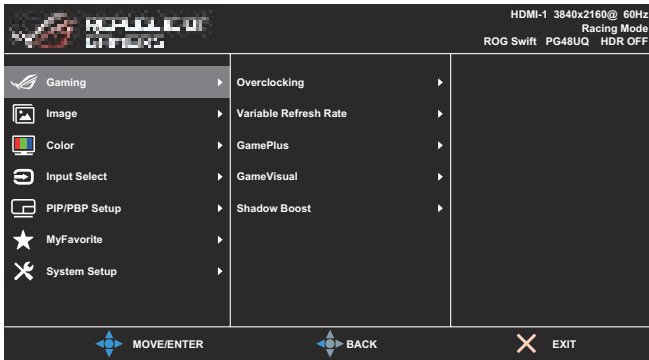 REPUBLIC OF
GAMERS
HDMI-1 3840x2160@ 60Hz
Racing Mode
ROG Swift PG48UQ HDR OFF
Gaming
Image
Color
Input Select
PIP/PBP Setup
MyFavorite
System Setup
Overclocking
Variable Refresh Rate
GamePlus
GameVisual
Shadow Boost
MOVE/ENTER
BACK
EXIT